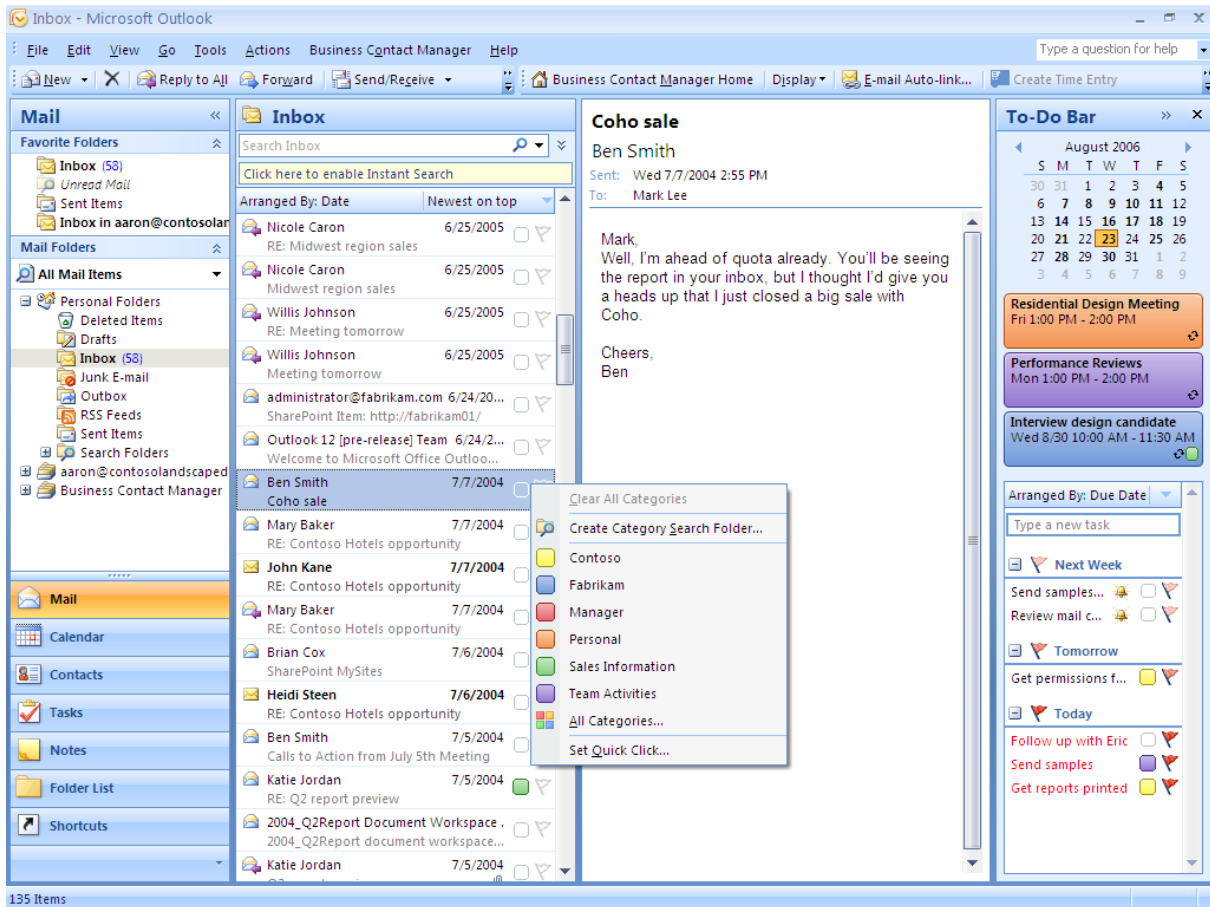 Inbox - Microsoft Outlook
File Edit View Go Tools Actions Business Contact Manager Help
Type a question for help
New Reply to All Forward Send/Receive
Business Contact Manager Home Display E-mail Auto-link... Create Time Entry
Mail
Favorite Folders
Inbox (58)
Unread Mail
Sent Items
Inbox in aaron@contosolan
Mail Folders
All Mail Items
Personal Folders
Deleted Items
Drafts
Inbox (58)
Junk E-mail
Outbox
RSS Feeds
Sent Items
Search Folders
aaron@contosolandscaped
Business Contact Manager
Mail
Calendar
Contacts
Tasks
Notes
Folder List
Shortcuts
Inbox
Search Inbox
Click here to enable Instant Search
Arranged By: Date Newest on top
Nicole Caron 6/25/2005
RE: Midwest region sales
Nicole Caron 6/25/2005
Midwest region sales
Willis Johnson 6/25/2005
RE: Meeting tomorrow
Willis Johnson 6/25/2005
Meeting tomorrow
administrator@fabrikam.com 6/24/20...
SharePoint Item: http://fabrikam01/
Outlook 12 [pre-release] Team 6/24/2...
Welcome to Microsoft Office Outloo...
Ben Smith 7/7/2004
Coho sale
Mary Baker 7/7/2004
RE: Contoso Hotels opportunity
John Kane 7/7/2004
RE: Contoso Hotels opportunity
Mary Baker 7/7/2004
RE: Contoso Hotels opportunity
Brian Cox 7/6/2004
SharePoint MySites
Heidi Steen 7/6/2004
RE: Contoso Hotels opportunity
Ben Smith 7/5/2004
Calls to Action from July 5th Meeting
Katie Jordan 7/5/2004
RE: Q2 report preview
2004_Q2Report Document Workspace .
2004_Q2Report document workspace...
Katie Jordan 7/5/2004
Clear All Categories
Create Category Search Folder...
Contoso
Fabrikam
Manager
Personal
Sales Information
Team Activities
All Categories...
Set Quick Click...
Coho sale
Ben Smith
Sent: Wed 7/7/2004 2:55 PM
To: Mark Lee
Mark,
Well, I'm ahead of quota already. You'll be seeing
the report in your inbox, but I thought I'd give you
a heads up that I just closed a big sale with
Coho.
Cheers,
Ben
To-Do Bar
August 2006
S M T W T F S
30 31 1 2 3 4 5
6 7 8 9 10 11 12
13 14 15 16 17 18 19
20 21 22 23 24 25 26
27 28 29 30 31 1 2
3 4 5 6 7 8 9
Residential Design Meeting
Fri 1:00 PM - 2:00 PM
Performance Reviews
Mon 1:00 PM - 2:00 PM
Interview design candidate
Wed 8/30 10:00 AM - 11:30 AM
Arranged By: Due Date
Type a new task
Next Week
Send samples...
Review mail c...
Tomorrow
Get permissions f...
Today
Follow up with Eric
Send samples
Get reports printed
135 Items